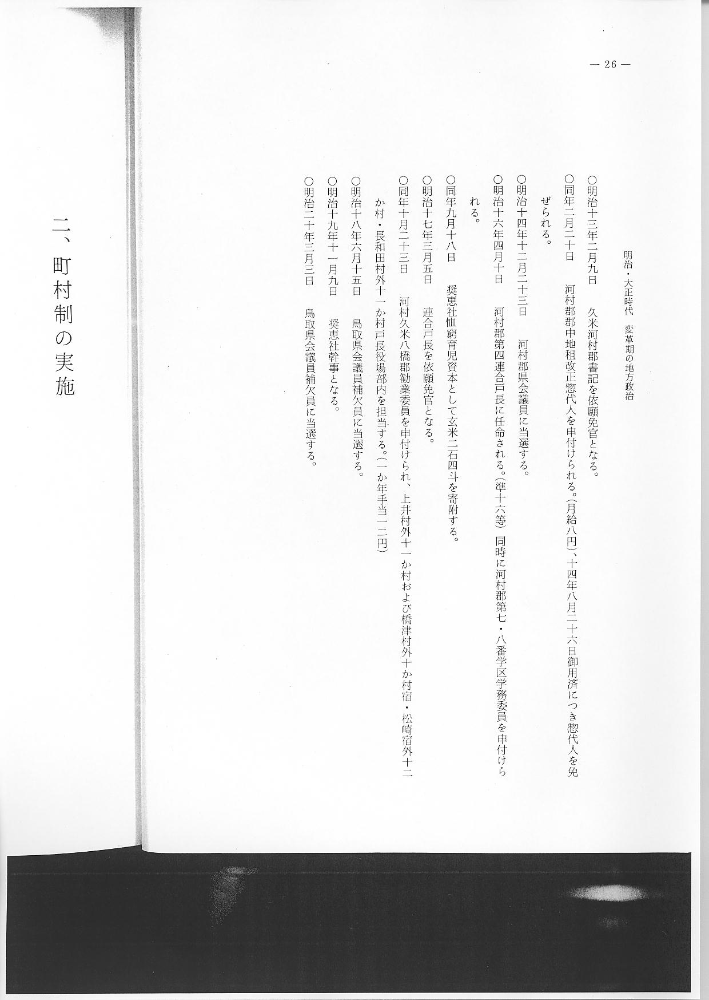 ― 26 ―
明治・大正時代　変革期の地方政治
○明治十三年二月九日　　久米河村郡書記を依願免官となる。
○同年二月二十日　　河村郡郡中地租改正惣代人を申付けられる。（月給八円）、十四年八月二十六日御用済につき惣代人を免
ぜられる。
○明治十四年十二月二十三日　　河村郡県会議員に当選する。
○明治十六年四月十日　　河村郡第四連合戸長に任命される。（準十六等）　同時に河村郡第七・八番学区学務委員を申付けら
れる。
○同年九月十八日　　奨恵社恤窮育児資本として玄米二石四斗を寄附する。
○明治十七年三月五日　　連合戸長を依願免官となる。
○同年十月二十三日　　河村久米八橋郡勧業委員を申付けられ、上井村外十一か村および橋津村外十か村宿・松崎宿外十二
か村・長和田村外十一か村戸長役場部内を担当する。（一か年手当一二円）
○明治十八年六月十五日　　鳥取県会議員補欠員に当選する。
○明治十九年十一月九日　　奨恵社幹事となる。
○明治二十年三月三日　　鳥取県会議員補欠員に当選する。
二、町村制の実施